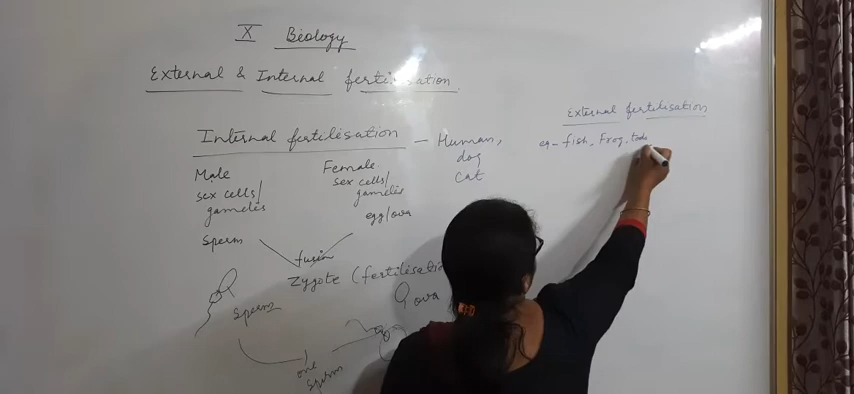 X Biology
External & Internal fertilisation.
Internal fertilisation - Human,
dog
cat
Male
sex cells/
gametes
sperm
Female
sex cells/
gametes
egg/ova
fusion
Zygote (fertilisation
sperm
ova
one
sperm
External fertilisation
eg- fish, Frog, toda